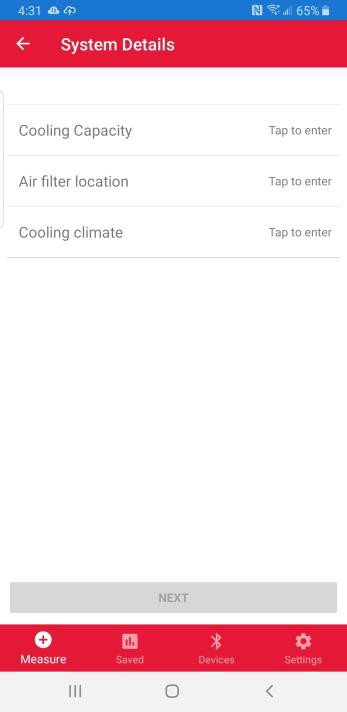 4:31 65%
System Details
Cooling Capacity Tap to enter
Air filter location Tap to enter
Cooling climate Tap to enter
NEXT
Measure Saved Devices Settings